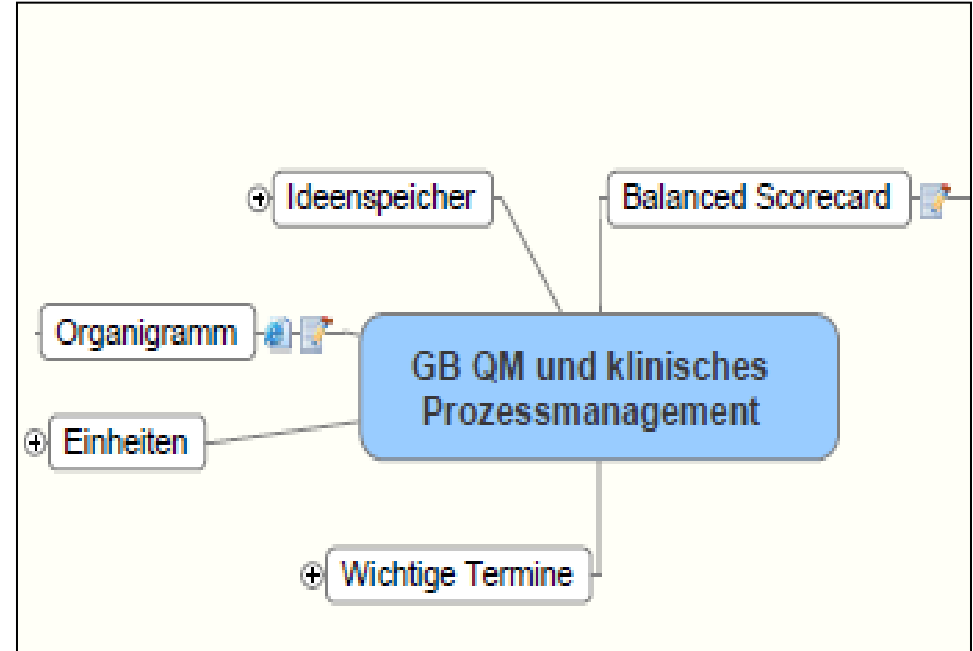 Ideenspeicher
Balanced Scorecard
Organigramm
GB QM und klinisches
Prozessmanagement
Einheiten
Wichtige Termine